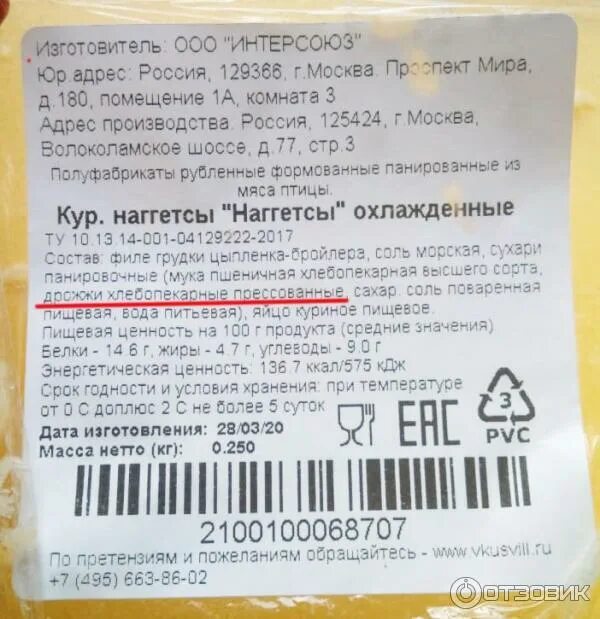 Изготовитель: ООО "ИНТЕРСОЮЗ"
Юр.адрес: Россия, 129366, г.Москва. Проспект Мира,
д.180, помещение 1А, комната 3
Адрес производства. Россия, 125424, г.Москва,
Волоколамское шоссе, д.77, стр.3
Полуфабрикаты рубленные формованные панированные из
мяса птицы.
Кур. наггетсы "Наггетсы" охлажденные
ТУ 10.13.14-001-04129222-2017
Состав: филе грудки цыпленка-бройлера, соль морская, сухари
панировочные (мука пшеничная хлебопекарная высшего сорта,
дрожжи хлебопекарные прессованные, сахар. соль поваренная
пищевая, вода питьевая), яйцо куриное пищевое.
Пищевая ценность на 100 г продукта (средние значения)
Белки - 14.6 г, жиры - 4.7 г, углеводы - 9.0 г
Энергетическая ценность: 136.7 ккал/575 кДж
Срок годности и условия хранения: при температуре
от 0 С доплюс 2 С не более 5 суток
Дата изготовления: 28/03/20
Масса нетто (кг): 0.250
EAC
3
PVC
2100100068707
По претензиям и пожеланиям обращайтесь - www.vkusvill.ru
+7 (495) 663-86-02
ОТЗОВИК